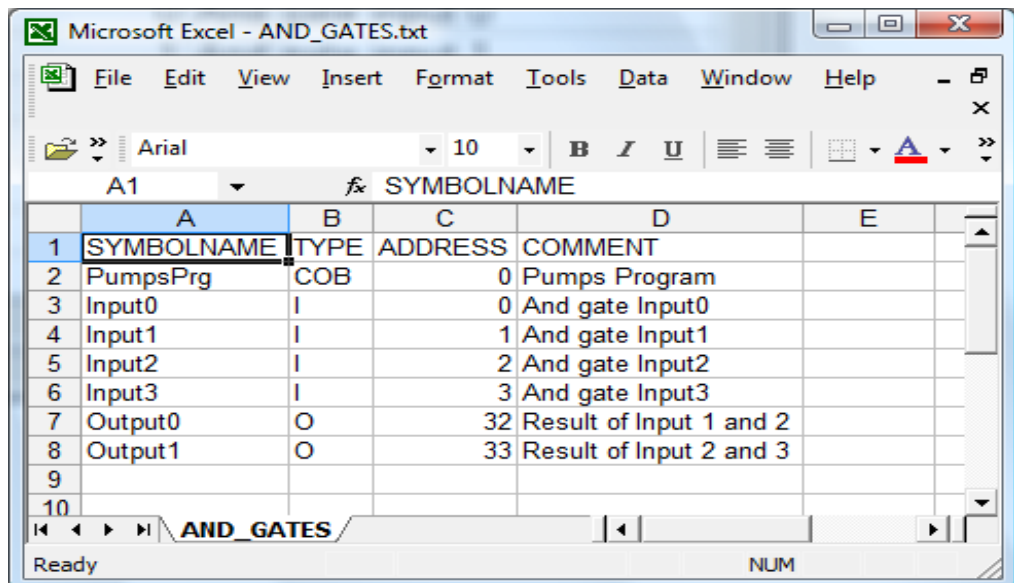 Microsoft Excel - AND_GATES.txt
File Edit View Insert Format Tools Data Window Help
Arial 10 B I U A
A1 fx SYMBOLNAME
A B C D E
1 SYMBOLNAME TYPE ADDRESS COMMENT
2 PumpsPrg COB 0 Pumps Program
3 Input0 I 0 And gate Input0
4 Input1 I 1 And gate Input1
5 Input2 I 2 And gate Input2
6 Input3 I 3 And gate Input3
7 Output0 O 32 Result of Input 1 and 2
8 Output1 O 33 Result of Input 2 and 3
9
10
AND_GATES
Ready NUM